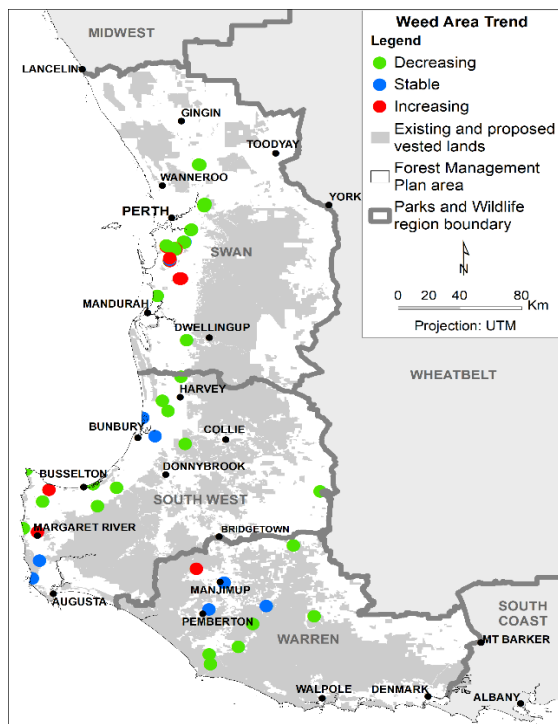 Weed Area Trend
Legend
Decreasing
Stable
Increasing
Existing and proposed
vested lands
Forest Management
Plan area
Parks and Wildlife
region boundary
N
0 20 40 80
Km
Projection: UTM
MIDWEST
LANCELIN
GINGIN
TOODYAY
WANNEROO
YORK
PERTH
SWAN
MANDURAH
DWELLINGUP
WHEATBELT
HARVEY
BUNBURY
COLLIE
BUSSELTON
DONNYBROOK
SOUTH WEST
MARGARET RIVER
BRIDGETOWN
MANJIMUP
AUGUSTA
PEMBERTON
WARREN
SOUTH
COAST
MT BARKER
WALPOLE
DENMARK
ALBANY